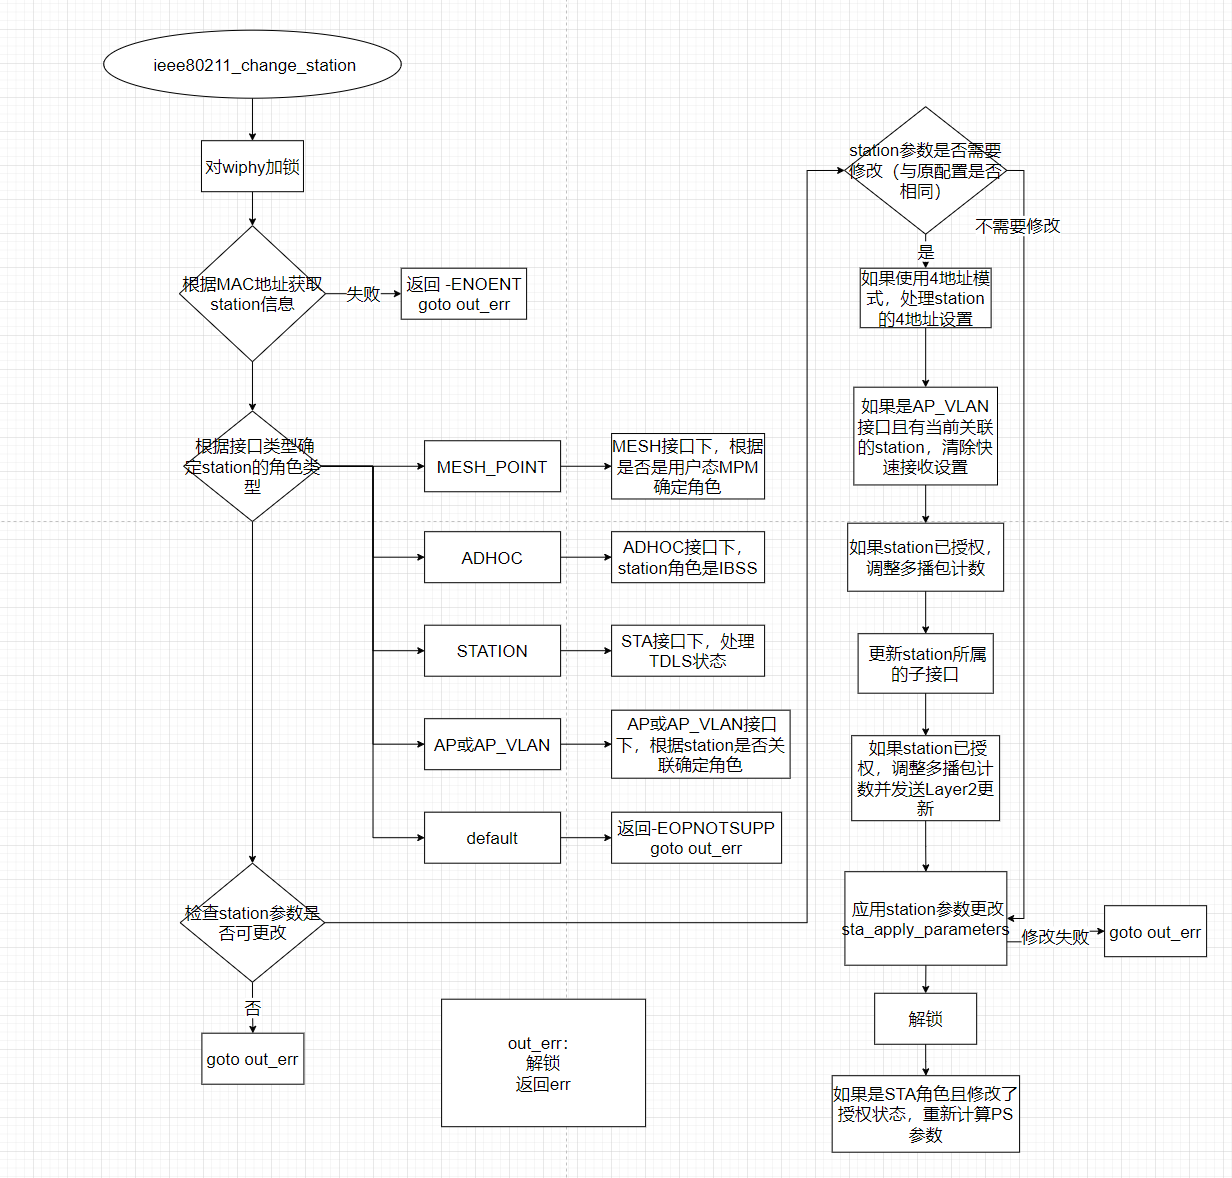 ieee80211_change_station
对wiphy加锁
根据MAC地址获取
station信息
失败
返回 -ENOENT
goto out_err
根据接口类型确
定station的角色类
型
MESH_POINT
MESH接口下，根据
是否是用户态MPM
确定角色
ADHOC
ADHOC接口下，
station角色是IBSS
STATION
STA接口下，处理
TDLS状态
AP或AP_VLAN
AP或AP_VLAN接口
下，根据station是否关
联确定角色
default
返回-EOPNOTSUPP
goto out_err
检查station参数是
否可更改
否
goto out_err
out_err：
解锁
返回err
station参数是否需要
修改（与原配置是否
相同）
不需要修改
是
如果使用4地址模
式，处理station
的4地址设置
如果是AP_VLAN
接口且有当前关联
的station，清除快
速接收设置
如果station已授权，
调整多播包计数
更新station所属
的子接口
如果station已授
权，调整多播包计
数并发送Layer2更
新
应用station参数更改
sta_apply_parameters
修改失败
goto out_err
解锁
如果是STA角色且修改了
授权状态，重新计算PS
参数